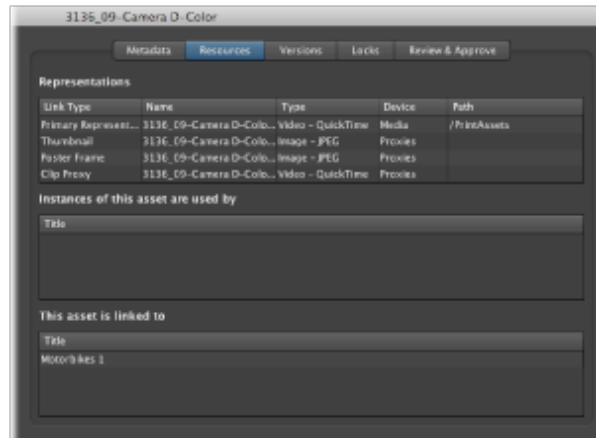 3136_09-Camera D-Color
Metadata Resources Versions Locks Review & Approve
Representations
Link Type Name Type Device Path
Primary Represent... 3136_09-Camera D-Colo... Video - QuickTime Media /PrintAssets
Thumbnail 3136_09-Camera D-Colo... Image - JPEG Proxies
Poster Frame 3136_09-Camera D-Colo... Image - JPEG Proxies
Clip Proxy 3136_09-Camera D-Colo... Video - QuickTime Proxies
Instances of this asset are used by
Title
This asset is linked to
Title
Motorbikes 1